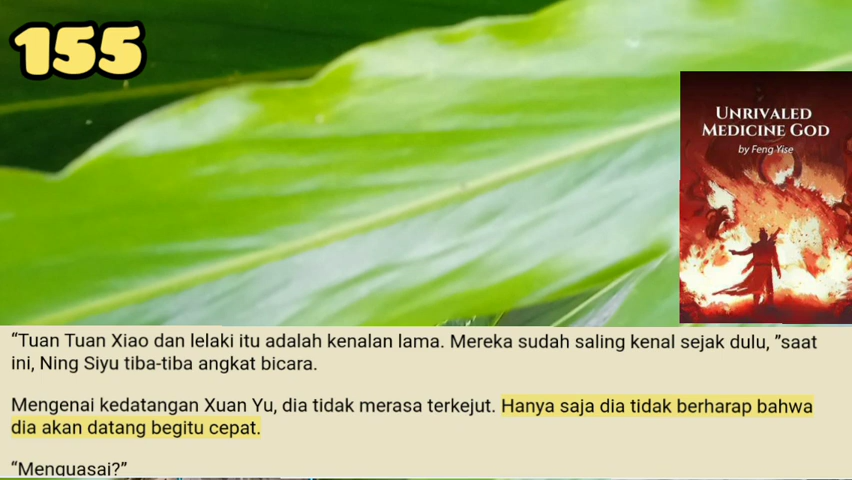 155
UNRIVALED
MEDICINE GOD
by Feng Yise
“Tuan Tuan Xiao dan lelaki itu adalah kenalan lama. Mereka sudah saling kenal sejak dulu, ”saat
ini, Ning Siyu tiba-tiba angkat bicara.
Mengenai kedatangan Xuan Yu, dia tidak merasa terkejut. Hanya saja dia tidak berharap bahwa
dia akan datang begitu cepat.
“Menguasai?”